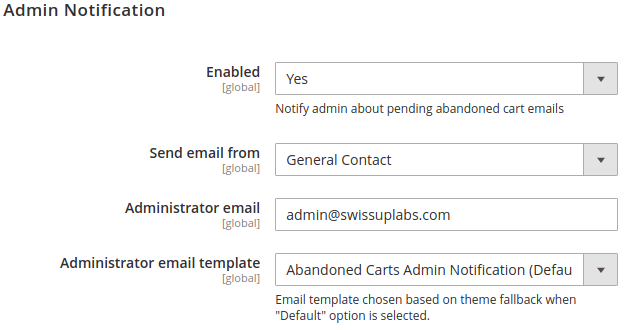 Admin Notification
Enabled
Yes
[global]
Notify admin about pending abandoned cart emails
Send email from
General Contact
[global]
Administrator email
admin@swissuplabs.com
[global]
Administrator email template
Abandoned Carts Admin Notification (Defau
[global]
Email template chosen based on theme fallback when
"Default" option is selected.